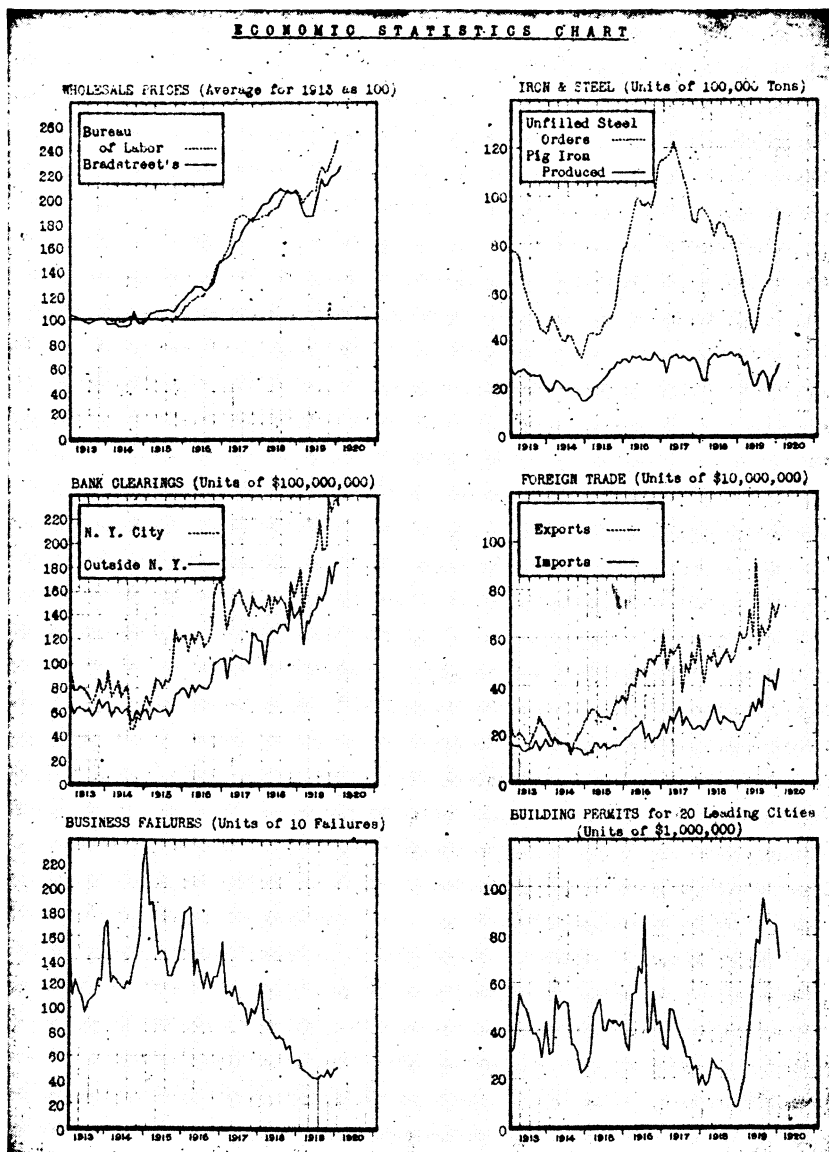 ECONOMIC STATISTICS CHART
WHOLESALE PRICES (Average for 1913 as 100)
Bureau
of Labor
Bradstreet's
260
240
220
200
180
160
140
120
100
80
60
40
20
0
1913 1914 1915 1916 1917 1918 1919 1920
IRON & STEEL (Units of 100,000 Tons)
Unfilled Steel
Orders
Pig Iron
Produced
120
100
80
60
40
20
0
1913 1914 1915 1916 1917 1918 1919 1920
BANK CLEARINGS (Units of $100,000,000)
N. Y. City
Outside N. Y.
220
200
180
160
140
120
100
80
60
40
20
0
1913 1914 1915 1916 1917 1918 1919 1920
FOREIGN TRADE (Units of $10,000,000)
Exports
Imports
100
80
60
40
20
0
1913 1914 1915 1916 1917 1918 1919 1920
BUSINESS FAILURES (Units of 10 Failures)
220
200
180
160
140
120
100
80
60
40
20
0
1913 1914 1915 1916 1917 1918 1919 1920
BUILDING PERMITS for 20 Leading Cities
(Units of $1,000,000)
100
80
60
40
20
0
1913 1914 1915 1916 1917 1918 1919 1920